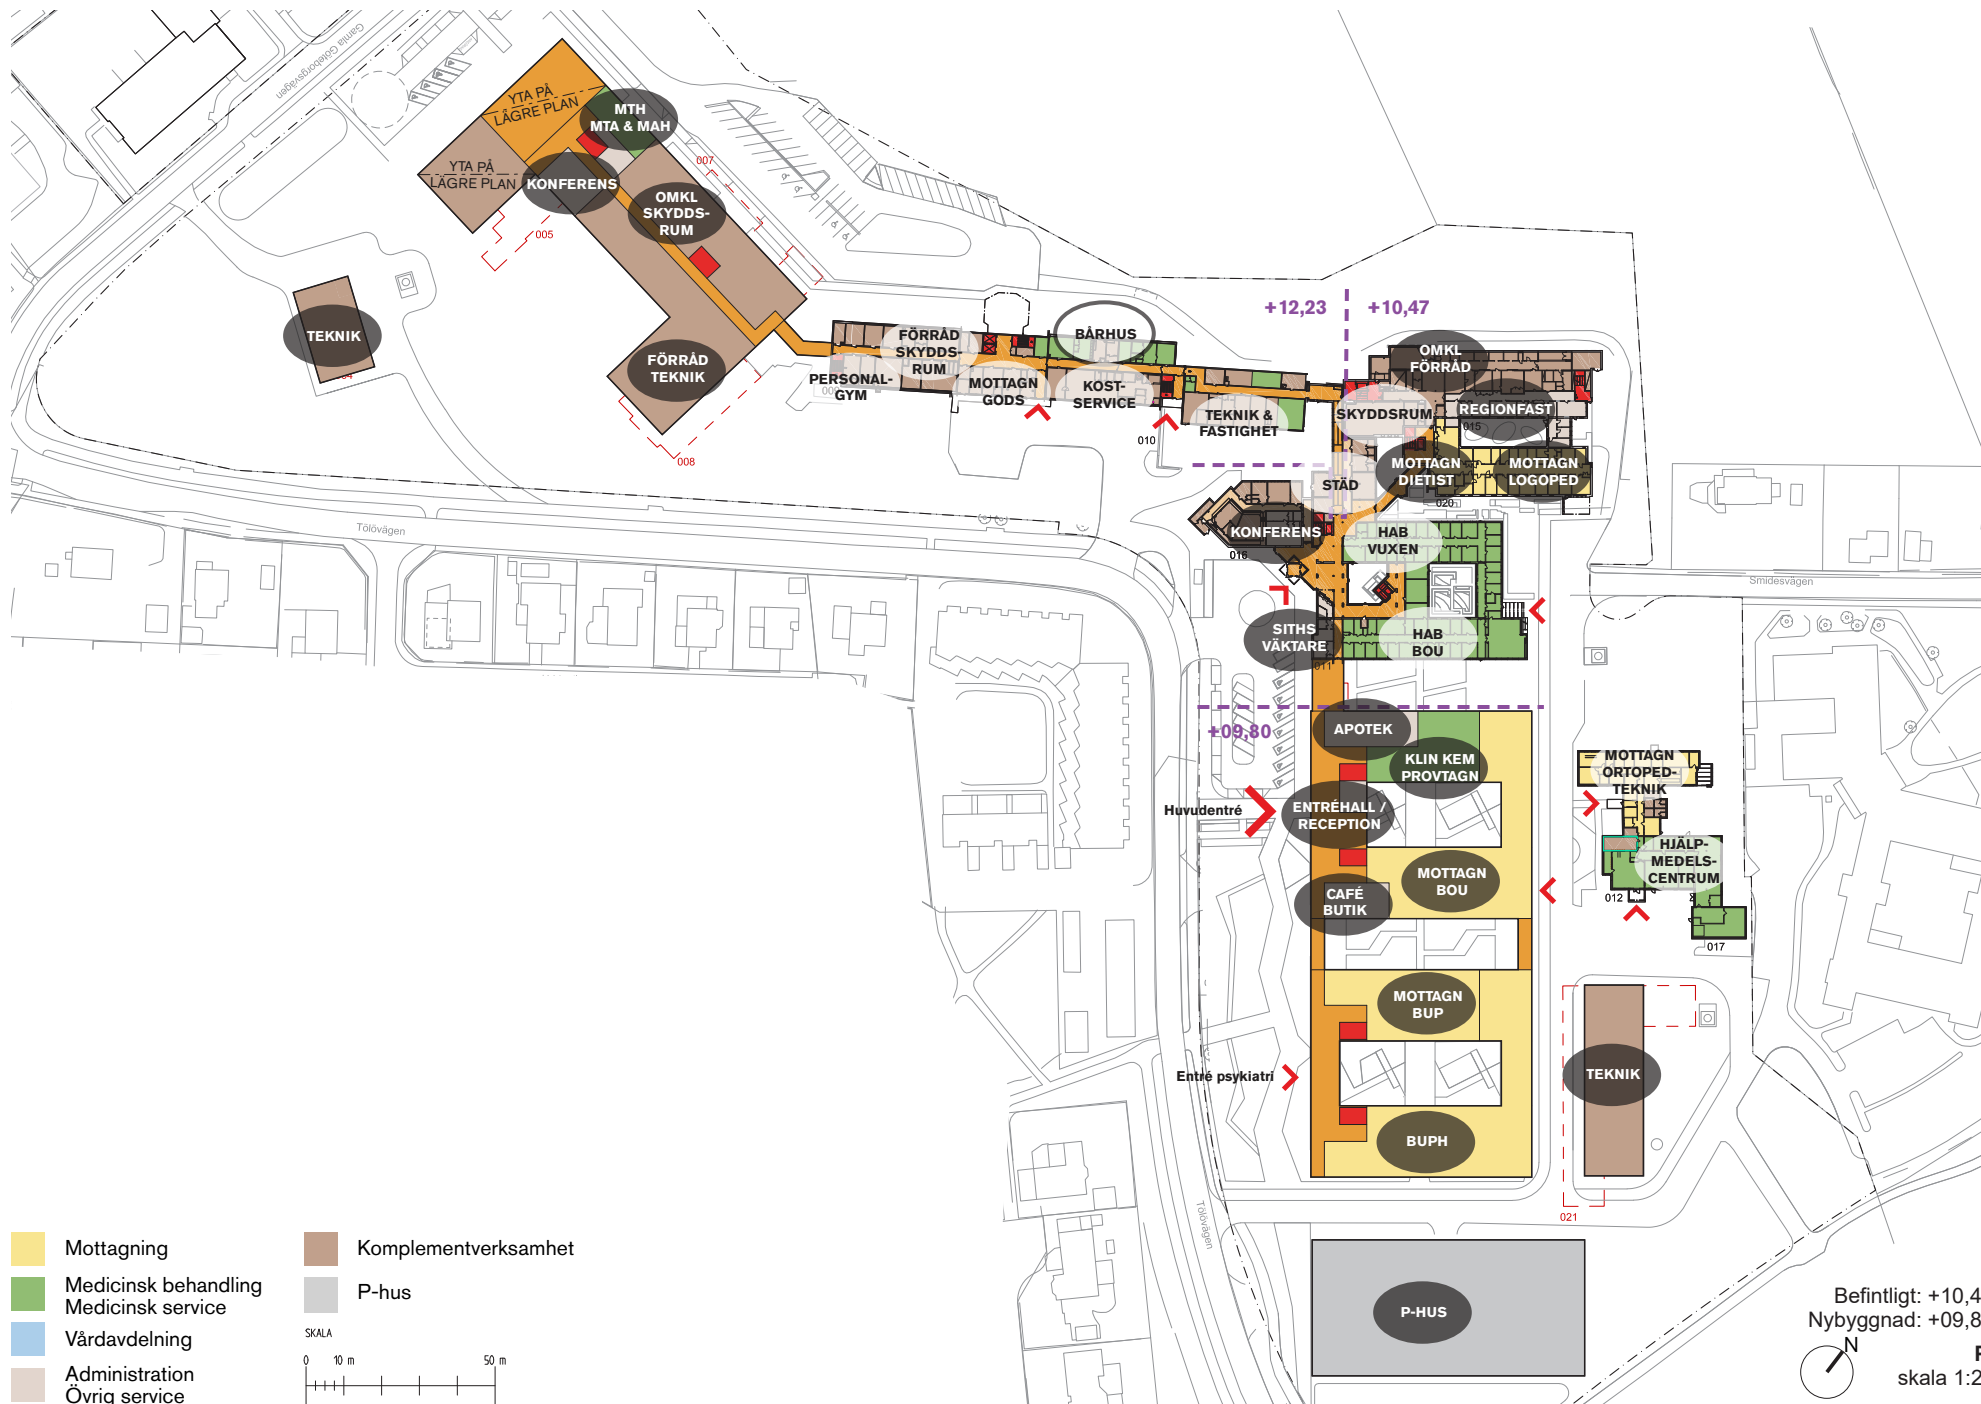 Gamla Göteborgsvägen
YTA PÅ
LÄGRE PLAN
MTH
MTA & MAH
YTA PÅ
LÄGRE PLAN
KONFERENS
007
OMKL
SKYDDS-
RUM
005
TEKNIK
FÖRRÅD
TEKNIK
008
FÖRRÅD
SKYDDS-
RUM
BÅRHUS
PERSONAL-
GYM
MOTTAGN
GODS
KOST-
SERVICE
010
TEKNIK &
FASTIGHET
+12,23
+10,47
OMKL
FÖRRÅD
SKYDDSRUM
REGIONFAST
015
MOTTAGN
DIETIST
MOTTAGN
LOGOPED
020
STÄD
KONFERENS
016
HAB
VUXEN
Tölövägen
Smidesvägen
SITHS
VÄKTARE
011
HAB
BOU
+09,80
APOTEK
KLIN KEM
PROVTAGN
Huvudentré
ENTRÉHALL /
RECEPTION
MOTTAGN
BOU
CAFÉ
BUTIK
MOTTAGN
ORTOPED-
TEKNIK
HJÄLP-
MEDELS-
CENTRUM
012
017
MOTTAGN
BUP
Entré psykiatri
TEKNIK
BUPH
021
Tölövägen
P-HUS
Mottagning
Medicinsk behandling
Medicinsk service
Vårdavdelning
Administration
Övrig service
Komplementverksamhet
P-hus
SKALA
0 10 m 50 m
Befintligt: +10,4
Nybyggnad: +09,8
N
skala 1:2